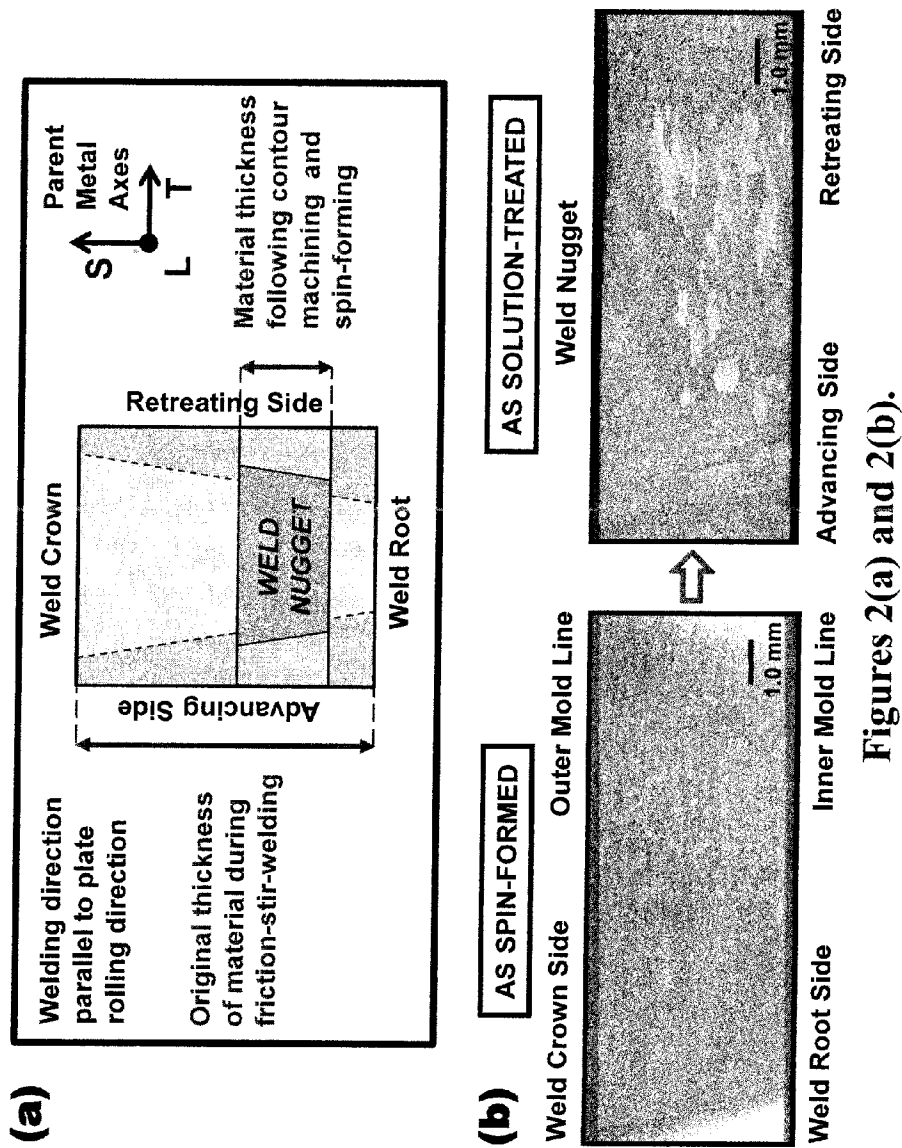 (a)
Welding direction
parallel to plate
rolling direction
Original thickness
of material during
friction-stir-welding
Weld Crown
Advancing Side
Retreating Side
WELD
NUGGET
Weld Root
Parent
Metal
Axes
S
L
T
Material thickness
following contour
machining and
spin-forming
(b)
AS SPIN-FORMED
Weld Crown Side
Outer Mold Line
1.0 mm
Weld Root Side
Inner Mold Line
AS SOLUTION-TREATED
Weld Nugget
1.0 mm
Advancing Side
Retreating Side
Figures 2(a) and 2(b).